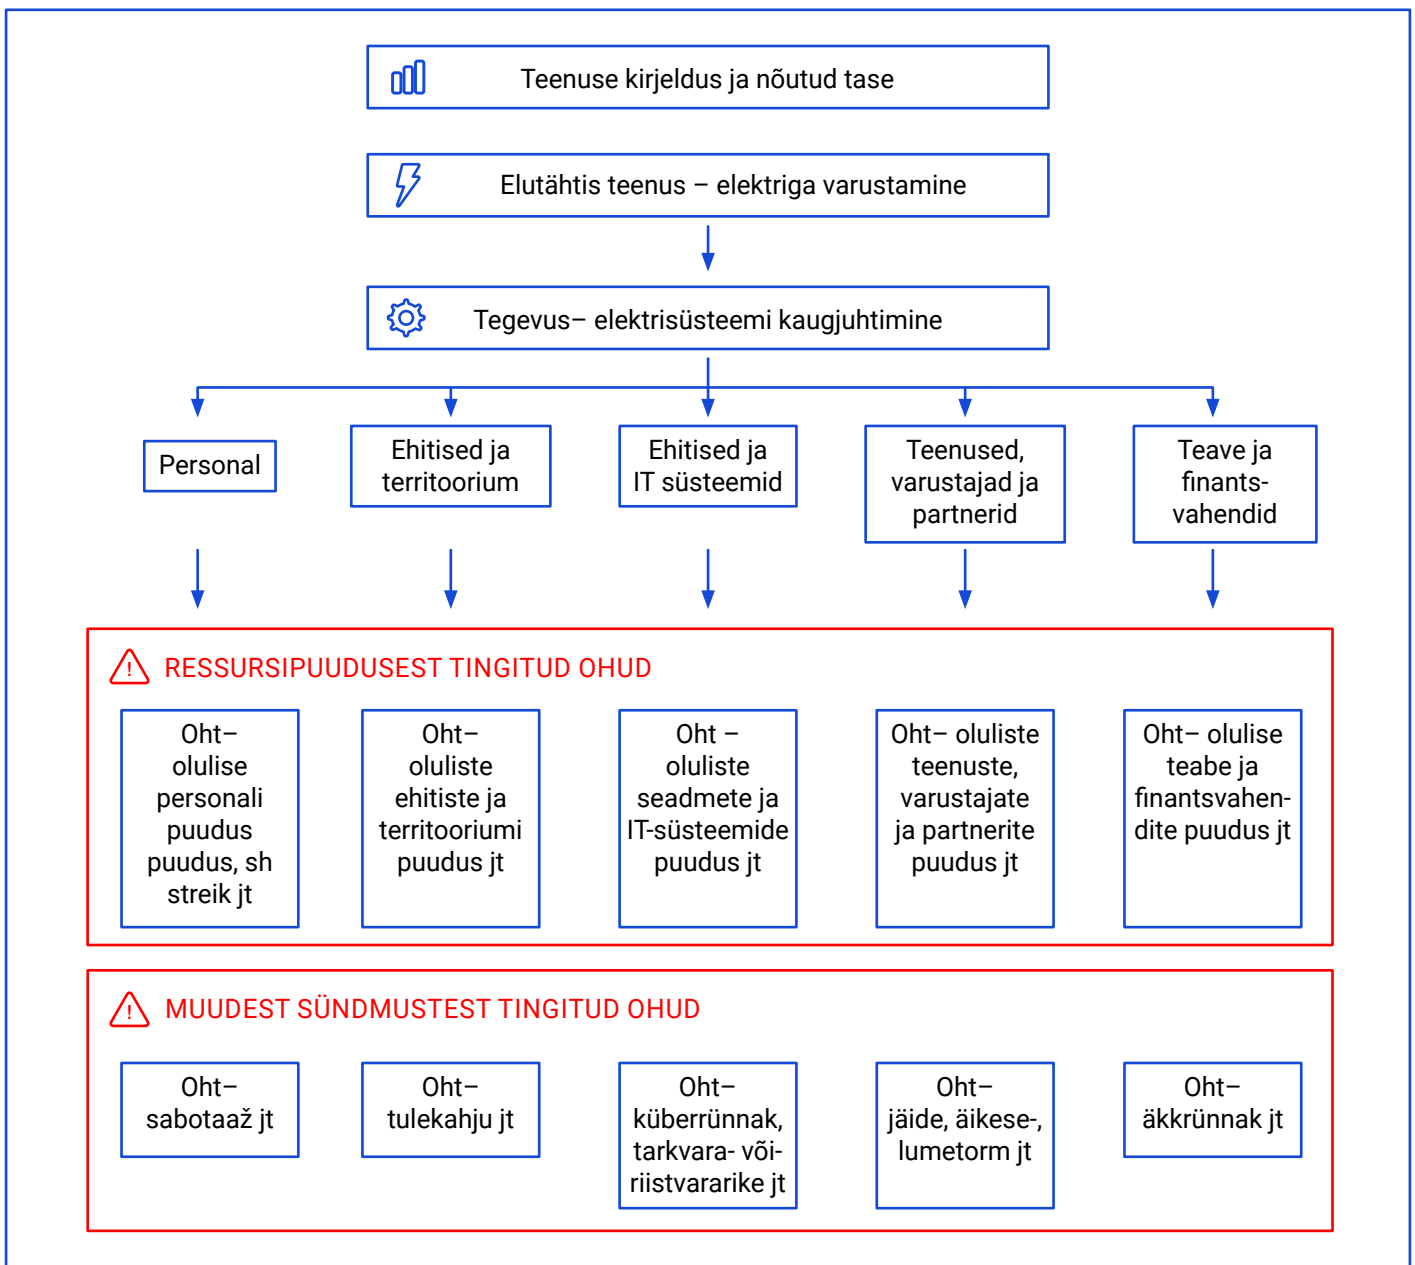 Teenuse kirjeldus ja nõutud tase
Elutähtis teenus – elektriga varustamine
Tegevus– elektrisüsteemi kaugjuhtimine
Personal
Ehitised ja
territoorium
Ehitised ja
IT süsteemid
Teenused,
varustajad ja
partnerid
Teave ja
finants-
vahendid
RESSURSIPUUDUSEST TINGITUD OHUD
Oht–
olulise
personali
puudus
puudus, sh
streik jt
Oht–
oluliste
ehitiste ja
territooriumi
puudus jt
Oht –
oluliste
seadmete ja
IT-süsteemide
puudus jt
Oht– oluliste
teenuste,
varustajate
ja partnerite
puudus jt
Oht– olulise
teabe ja
finantsvahen-
dite puudus jt
MUUDEST SÜNDMUSTEST TINGITUD OHUD
Oht–
sabotaaž jt
Oht–
tulekahju jt
Oht–
küberrünnak,
tarkvara- või-
riistvararike jt
Oht–
jäide, äikese-,
lumetorm jt
Oht–
äkkrünnak jt